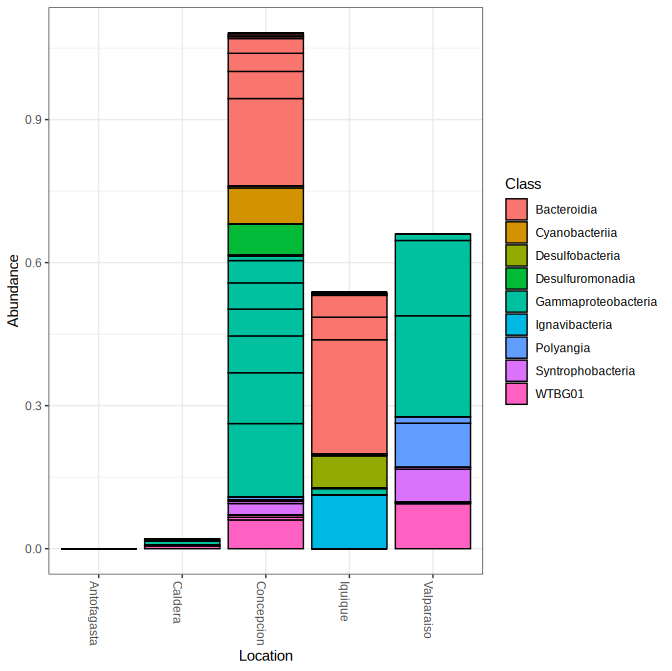 Abundance
0.9
0.6
0.3
0.0
Antofagasta
Caldera
Concepcion
Iquique
Valparaiso
Location
Class
Bacteroidia
Cyanobacteriia
Desulfobacteria
Desulfuromonadia
Gammaproteobacteria
Ignavibacteria
Polyangia
Syntrophobacteria
WTBG01